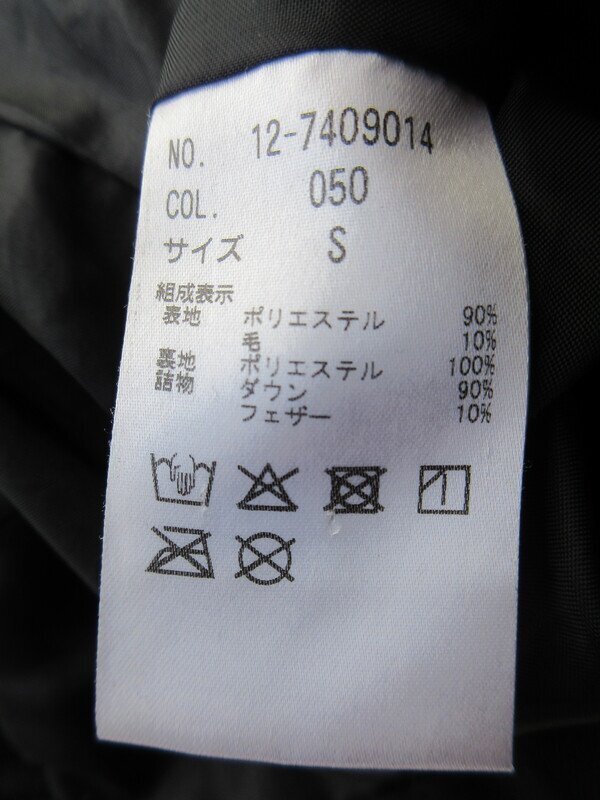 NO. 12-7409014
COL. 050
サイズ S
組成表示
表地 ポリエステル 90%
毛 10%
裏地 ポリエステル 100%
詰物 ダウン 90%
フェザー 10%